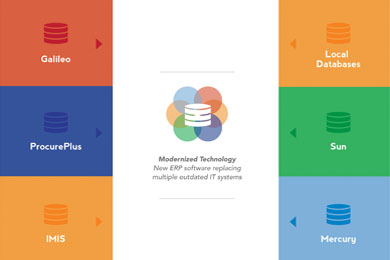 Galileo
ProcurePlus
IMIS
Modernized Technology
New ERP software replacing
multiple outdated IT systems
Local
Databases
Sun
Mercury